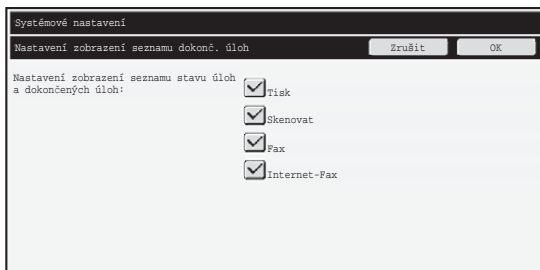 Systémové nastavení
Nastavení zobrazení seznamu dokonč. úloh
Zrušit
OK
Nastavení zobrazení seznamu stavu úloh
a dokončených úloh:
Tisk
Skenovat
Fax
Internet-Fax